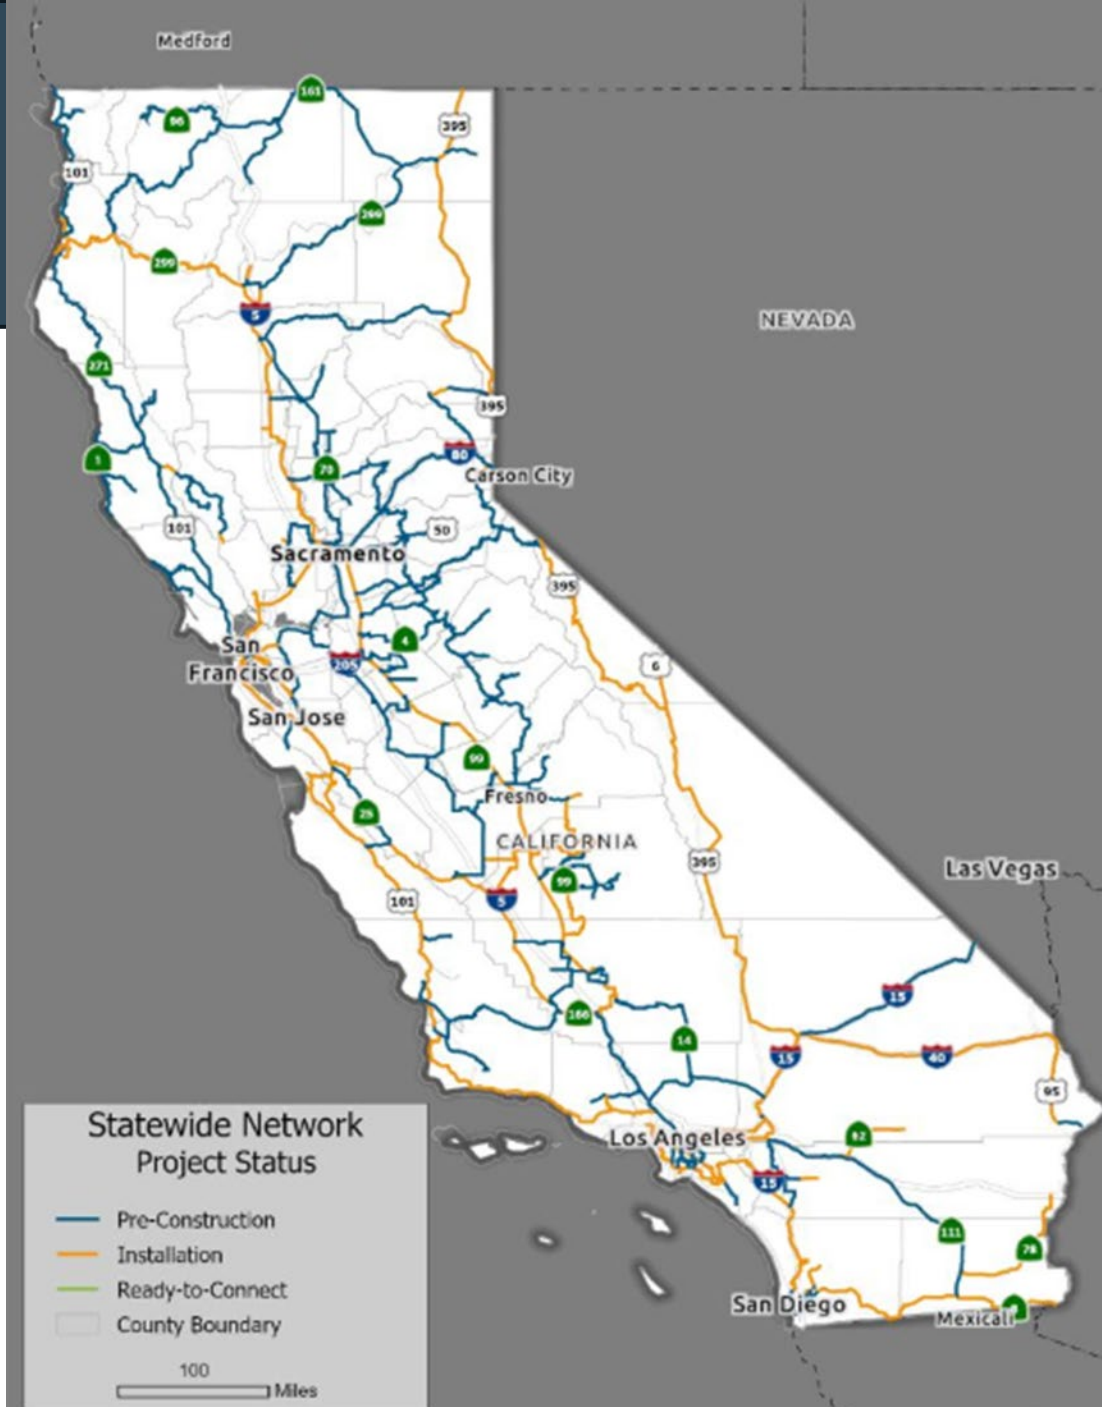 Medford
161
96
395
101
299
299
5
NEVADA
271
395
1
80
70
Carson City
101
50
Sacramento
395
4
San
Francisco
205
6
San Jose
99
Fresno
25
CALIFORNIA
395
Las Vegas
99
101
5
15
166
14
15
40
95
Los Angeles
62
15
111
78
San Diego
Mexicali
Statewide Network
Project Status
Pre-Construction
Installation
Ready-to-Connect
County Boundary
100
Miles